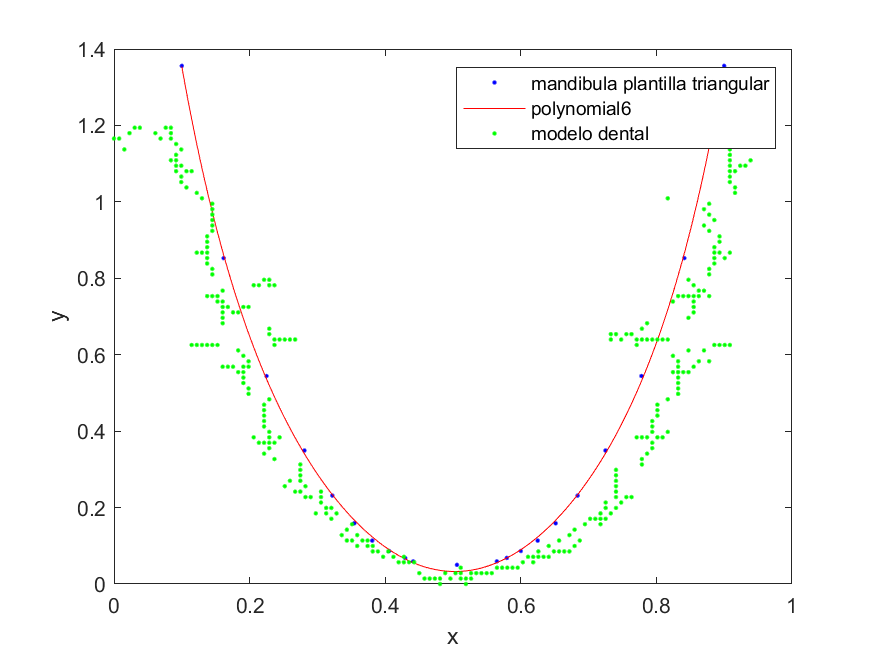 1.4
1.2
1
0.8
0.6
0.4
0.2
0
y
mandibula plantilla triangular
polynomial6
modelo dental
0 0.2 0.4 0.6 0.8 1
x